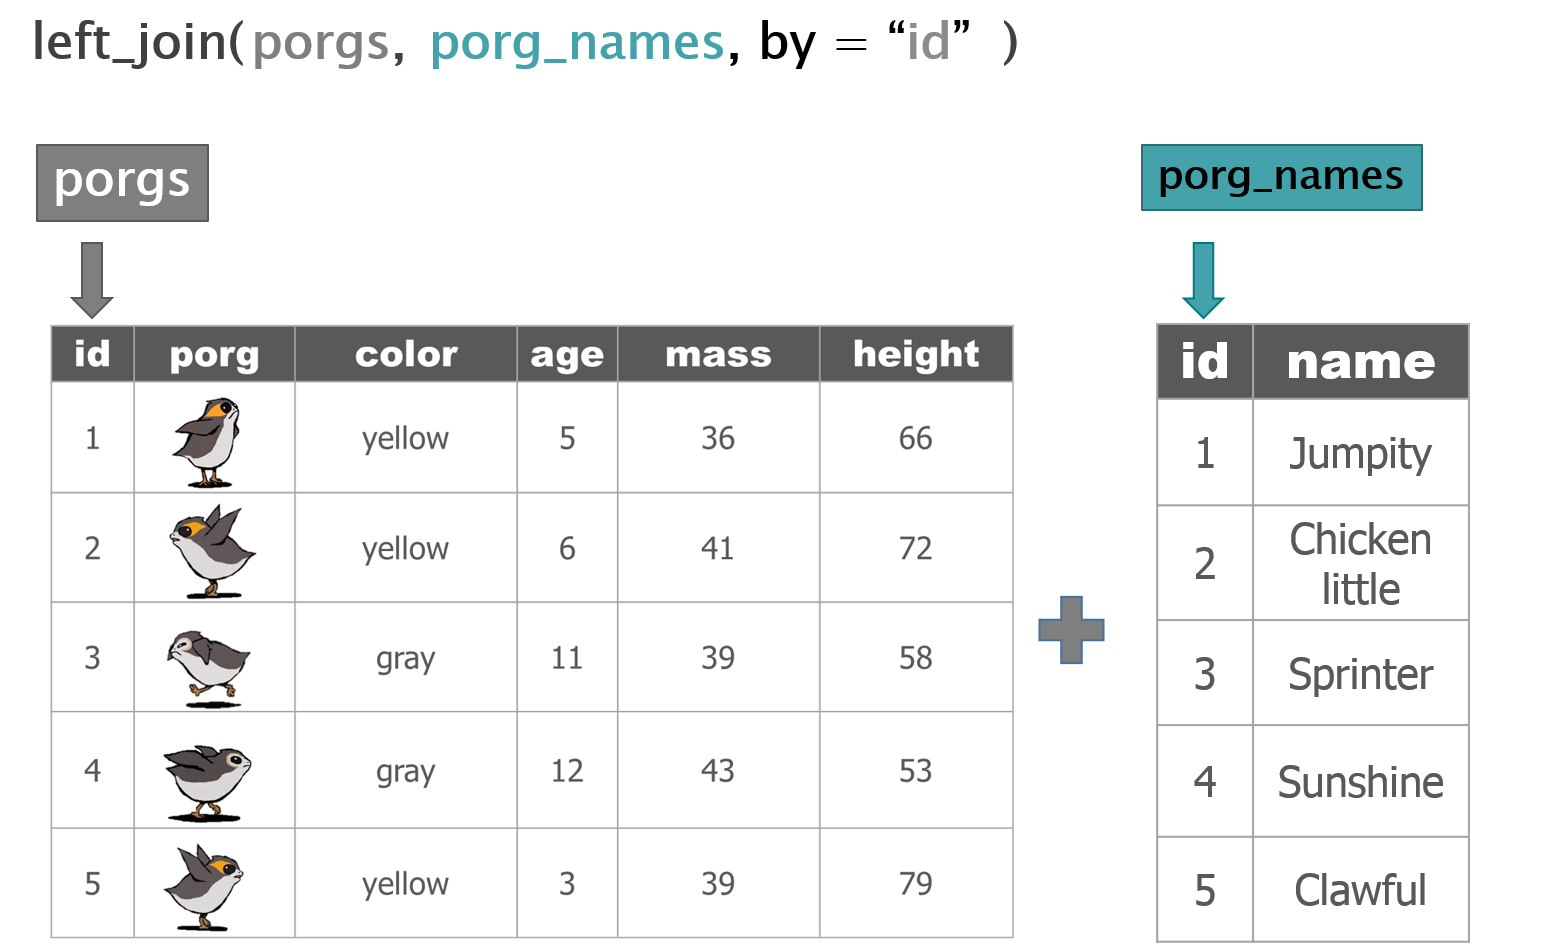 left_join( porgs, porg_names, by = “id” )
porgs
porg_names
id porg color age mass height
1 yellow 5 36 66
2 yellow 6 41 72
3 gray 11 39 58
4 gray 12 43 53
5 yellow 3 39 79
id name
1 Jumpity
2 Chicken
little
3 Sprinter
4 Sunshine
5 Clawful